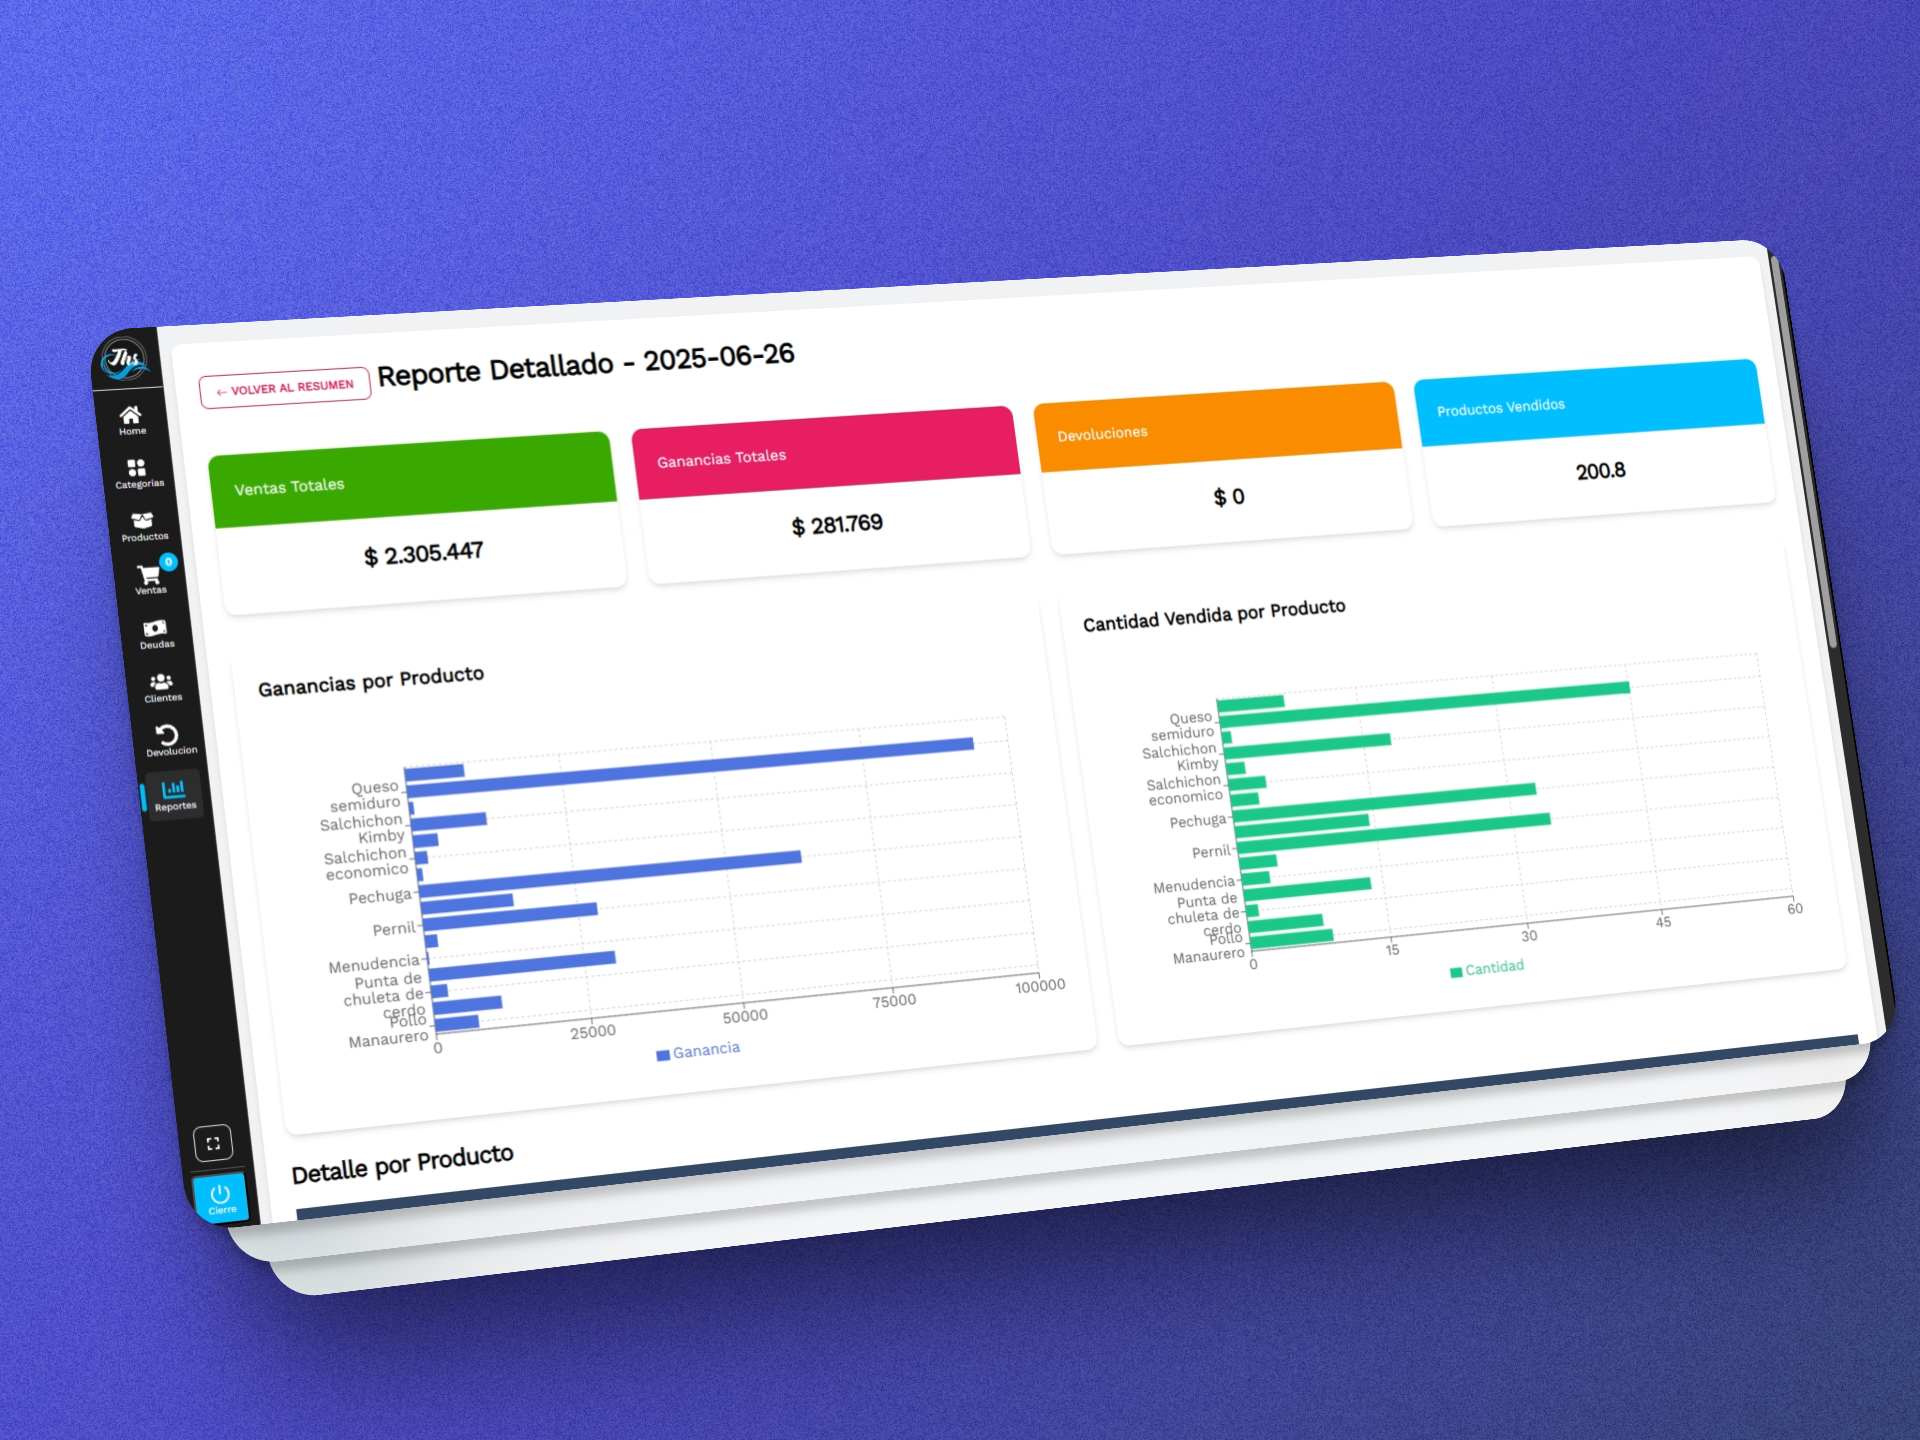 Jhs
Home
Categorias
Productos
0
Ventas
Deudas
Clientes
Devolucion
Reportes
Cierre
← VOLVER AL RESUMEN
Reporte Detallado - 2025-06-26
Ventas Totales
$ 2.305.447
Ganancias Totales
$ 281.769
Devoluciones
$ 0
Productos Vendidos
200.8
Ganancias por Producto
Queso
semiduro
Salchichon
Kimby
Salchichon
economico
Pechuga
Pernil
Menudencia
Punta de
chuleta de
cerdo
Pollo
Manaurero
0
25000
50000
75000
100000
Ganancia
Cantidad Vendida por Producto
Queso
semiduro
Salchichon
Kimby
Salchichon
economico
Pechuga
Pernil
Menudencia
Punta de
chuleta de
cerdo
Pollo
Manaurero
0
15
30
45
60
Cantidad
Detalle por Producto